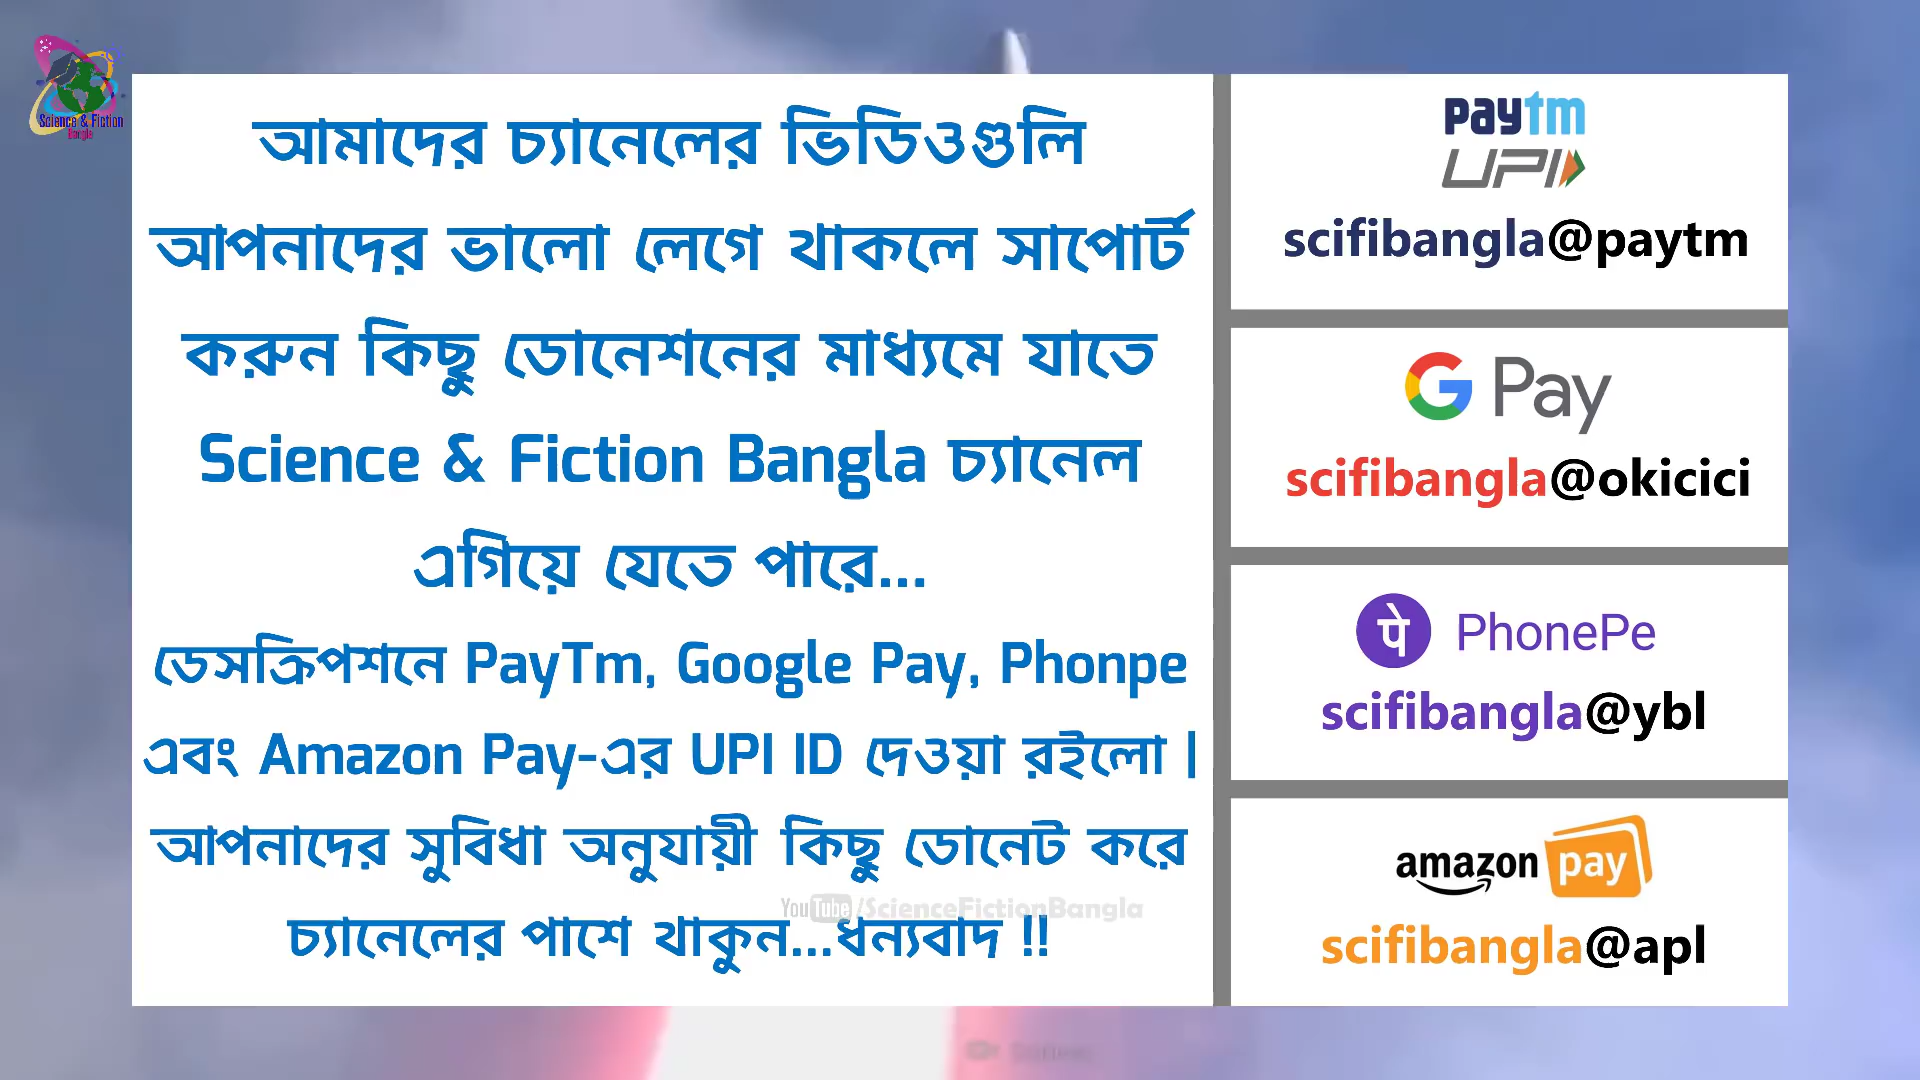 Science & Fiction
Bangla
আমাদের চ্যানেলের ভিডিওগুলি
আপনাদের ভালো লেগে থাকলে সাপোর্ট
করুন কিছু ডোনেশনের মাধ্যমে যাতে
Science & Fiction Bangla চ্যানেল
এগিয়ে যেতে পারে...
ডেসক্রিপশনে PayTm, Google Pay, Phonpe
এবং Amazon Pay-এর UPI ID দেওয়া রইলো |
আপনাদের সুবিধা অনুযায়ী কিছু ডোনেট করে
YouTube/ScienceFictionBangla
চ্যানেলের পাশে থাকুন...ধন্যবাদ !!
paytm
UPI
scifibangla@paytm
G Pay
scifibangla@okicici
पे PhonePe
scifibangla@ybl
amazon pay
scifibangla@apl